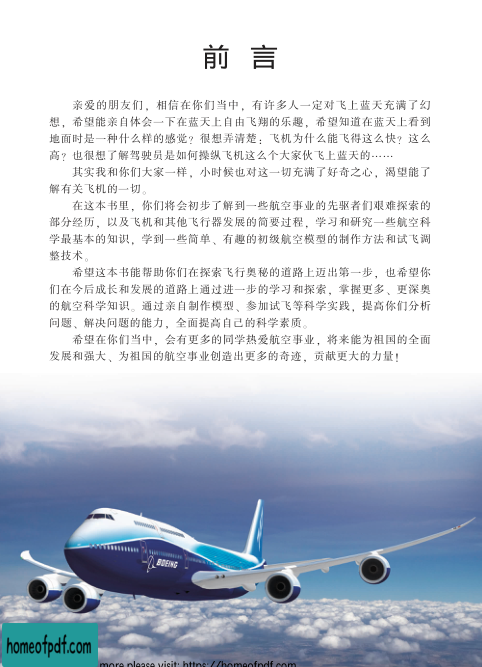 前 言
亲爱的朋友们，相信在你们当中，有许多人一定对飞上蓝天充满了幻
想，希望能亲自体会一下在蓝天上自由飞翔的乐趣，希望知道在蓝天上看到
地面时是一种什么样的感觉？很想弄清楚：飞机为什么能飞得这么快？这么
高？也很想了解驾驶员是如何操纵飞机这么个大家伙飞上蓝天的……
其实我和你们大家一样，小时候也对这一切充满了好奇之心，渴望能了
解有关飞机的一切。
在这本书里，你们将会初步了解到一些航空事业的先驱者们艰难探索的
部分经历，以及飞机和其他飞行器发展的简要过程，学习和研究一些航空科
学最基本的知识，学到一些简单、有趣的初级航空模型的制作方法和试飞调
整技术。
希望这本书能帮助你们在探索飞行奥秘的道路上迈出第一步，也希望你
们在今后成长和发展的道路上通过进一步的学习和探索，掌握更多、更深奥
的航空科学知识。通过亲自制作模型、参加试飞等科学实践，提高你们分析
问题、解决问题的能力，全面提高自己的科学素质。
希望在你们当中，会有更多的同学热爱航空事业，将来能为祖国的全面
发展和强大、为祖国的航空事业创造出更多的奇迹，贡献更大的力量！
BOEING
homeofpdf.com
more please visit: https://homeofpdf.com